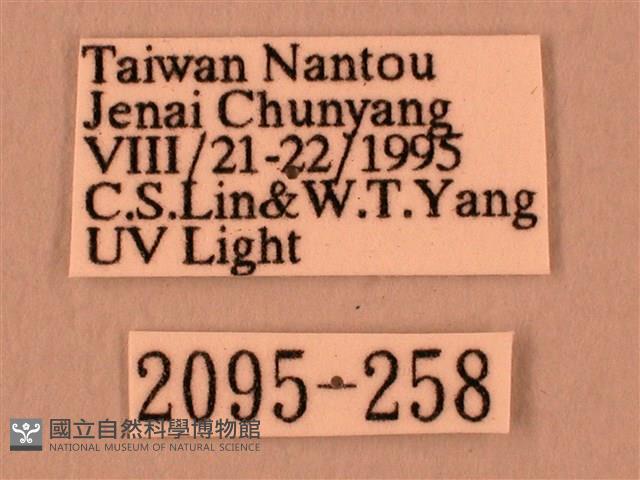 Taiwan Nantou
Jenai Chunyang
VIII/21-22/1995
C.S.Lin&W.T.Yang
UV Light
2095-258
國立自然科學博物館
NATIONAL MUSEUM OF NATURAL SCIENCE